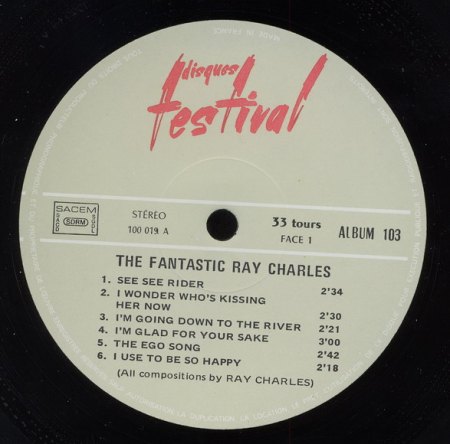 MADE IN FRANCE
disques
festival
SACEM
SACD
SDRM
SGDL
STÉRÉO
100 019 A
33 tours
FACE 1
ALBUM 103
THE FANTASTIC RAY CHARLES
1. SEE SEE RIDER 2'34
2. I WONDER WHO'S KISSING
HER NOW 2'30
3. I'M GOING DOWN TO THE RIVER 2'21
4. I'M GLAD FOR YOUR SAKE 3'00
5. THE EGO SONG 2'42
6. I USE TO BE SO HAPPY 2'18
(All compositions by RAY CHARLES)